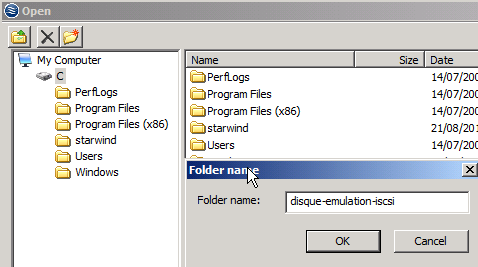 Open
My Computer
C
PerfLogs
Program Files
Program Files (x86)
starwind
Users
Windows
Name Size Date
PerfLogs 14/07/200
Program Files 14/07/200
Program Files (x86) 14/07/200
starwind 21/08/201
Users 14/07/200
Folder name
Folder name: disque-emulation-iscsi
OK Cancel